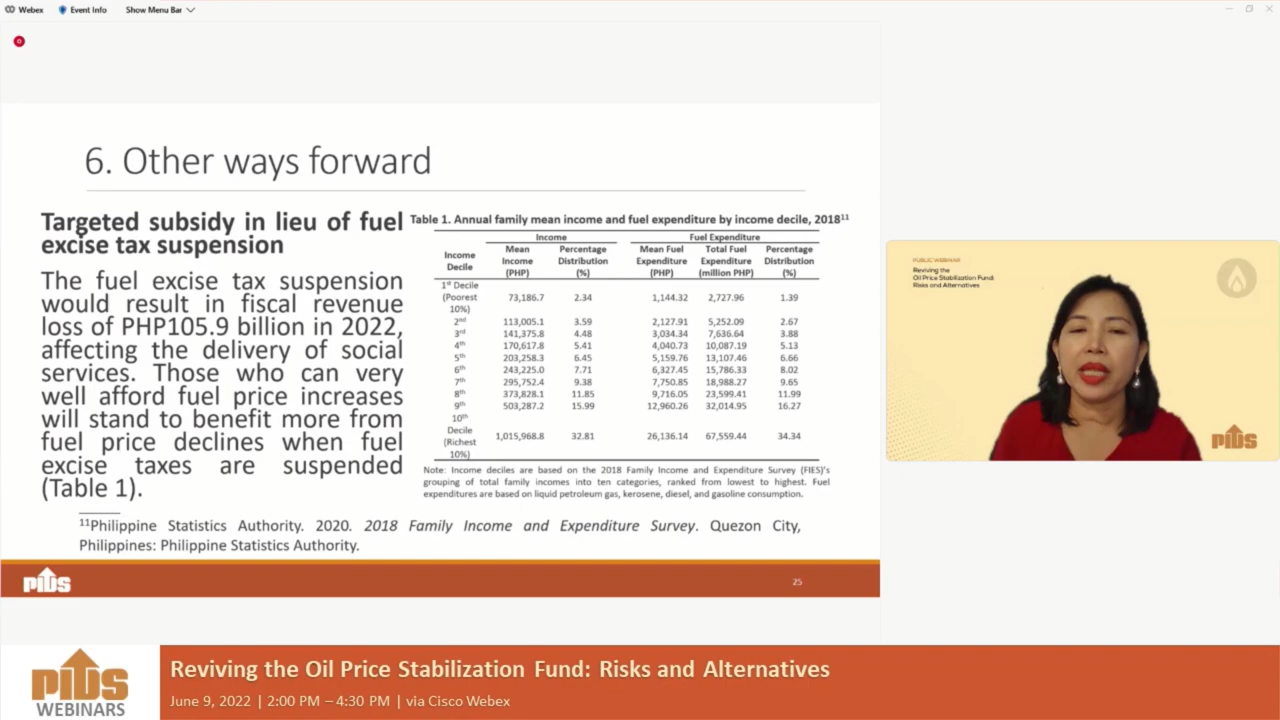 Webex Event Info Show Menu Bar
6. Other ways forward
Targeted subsidy in lieu of fuel
excise tax suspension
The fuel excise tax suspension
would result in fiscal revenue
loss of PHP105.9 billion in 2022,
affecting the delivery of social
services. Those who can very
well afford fuel price increases
will stand to benefit more from
fuel price declines when fuel
excise taxes are suspended
(Table 1).
Table 1. Annual family mean income and fuel expenditure by income decile, 2018¹¹
Income Fuel Expenditure
Income Decile Mean Income (PHP) Percentage Distribution (%) Mean Fuel Expenditure (PHP) Total Fuel Expenditure (million PHP) Percentage Distribution (%)
1st Decile (Poorest 10%) 73,186.7 2.34 1,144.32 2,727.96 1.39
2nd 113,005.1 3.59 2,127.91 5,252.09 2.67
3rd 141,375.8 4.48 3,034.34 7,636.64 3.88
4th 170,617.8 5.41 4,040.73 10,087.19 5.13
5th 203,258.3 6.45 5,159.76 13,107.46 6.66
6th 243,225.0 7.71 6,327.45 15,786.33 8.02
7th 295,752.4 9.38 7,750.85 18,988.27 9.65
8th 373,828.1 11.85 9,716.05 23,599.41 11.99
9th 503,287.2 15.99 12,960.26 32,014.95 16.27
10th Decile (Richest 10%) 1,015,968.8 32.81 26,136.14 67,559.44 34.34
Note: Income deciles are based on the 2018 Family Income and Expenditure Survey (FIES)'s
grouping of total family incomes into ten categories, ranked from lowest to highest. Fuel
expenditures are based on liquid petroleum gas, kerosene, diesel, and gasoline consumption.
¹¹Philippine Statistics Authority. 2020. 2018 Family Income and Expenditure Survey. Quezon City,
Philippines: Philippine Statistics Authority.
PIDS
25
PUBLIC WEBINAR
Reviving the
Oil Price Stabilization Fund:
Risks and Alternatives
PIDS
PIDS
WEBINARS
Reviving the Oil Price Stabilization Fund: Risks and Alternatives
June 9, 2022 | 2:00 PM – 4:30 PM | via Cisco Webex